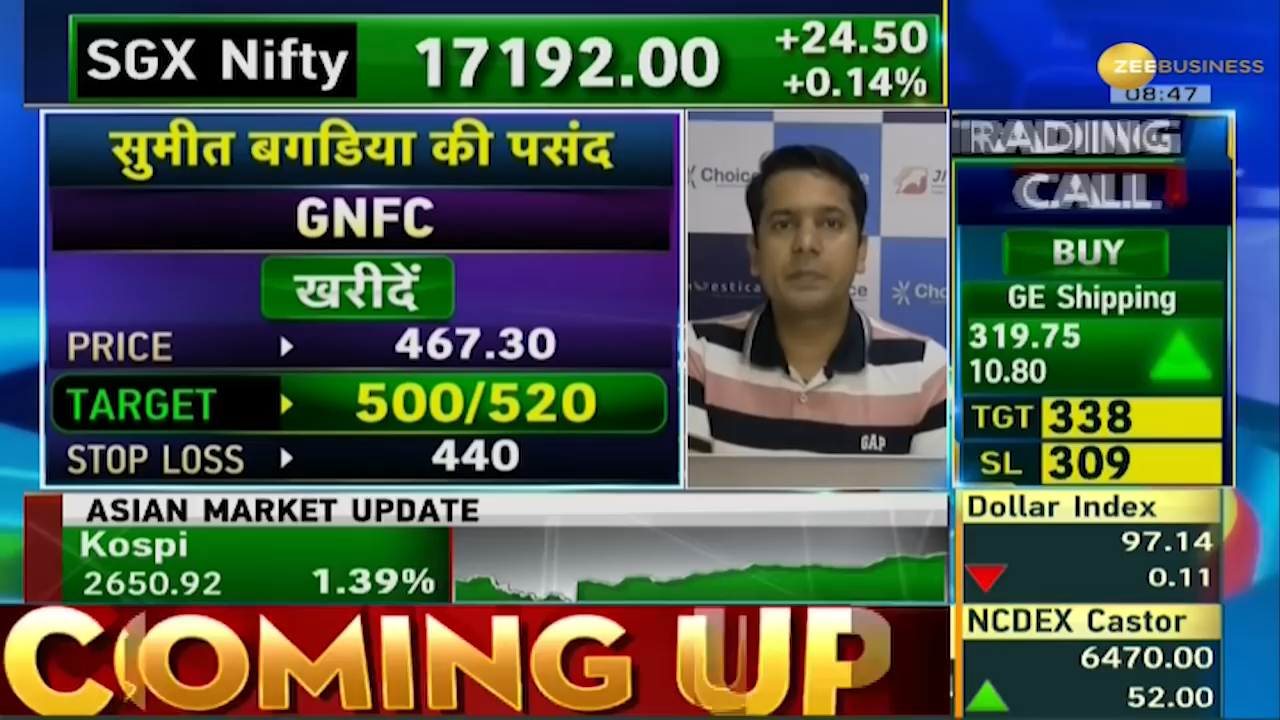 SGX Nifty
17192.00
+24.50
+0.14%
ZEEBUSINESS
08:47
सुमीत बगडिया की पसंद
GNFC
खरीदें
PRICE 467.30
TARGET 500/520
STOP LOSS 440
Choice
GAP
TRADING
CALL
BUY
GE Shipping
319.75
10.80
TGT 338
SL 309
ASIAN MARKET UPDATE
Kospi
2650.92 1.39%
Dollar Index
97.14
0.11
NCDEX Castor
6470.00
52.00
COMING UP